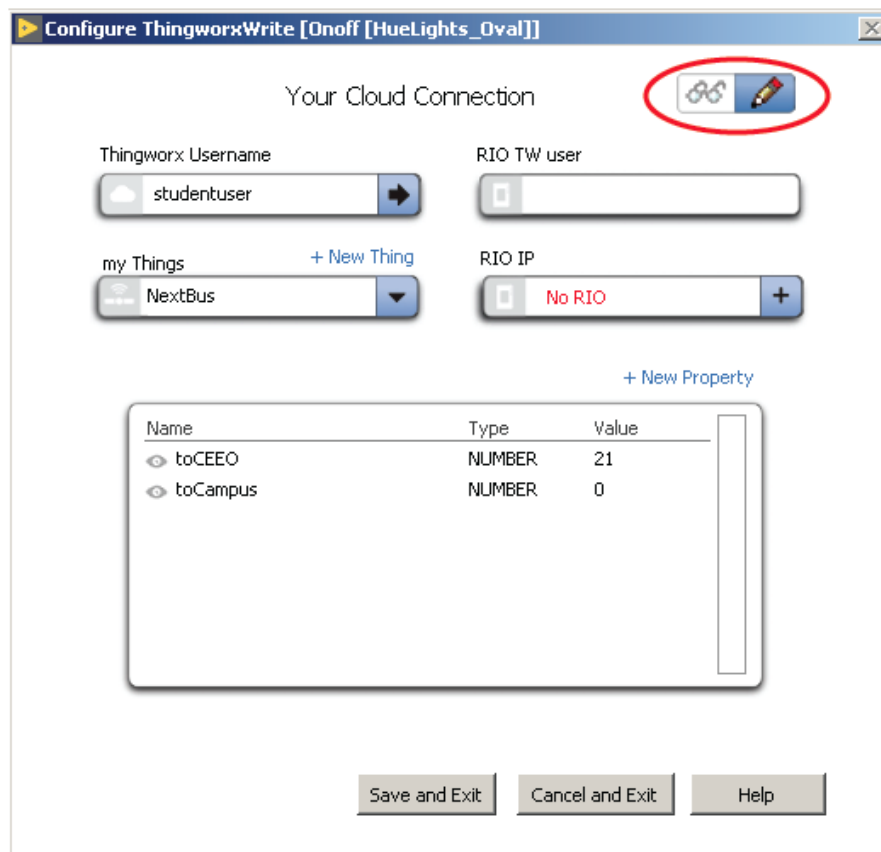 Configure ThingworxWrite [Onoff [HueLights_Oval]]
Your Cloud Connection
Thingworx Username
RIO TW user
studentuser
my Things
+ New Thing
RIO IP
NextBus
No RIO
+
+ New Property
Name Type Value
toCEEO NUMBER 21
toCampus NUMBER 0
Save and Exit
Cancel and Exit
Help